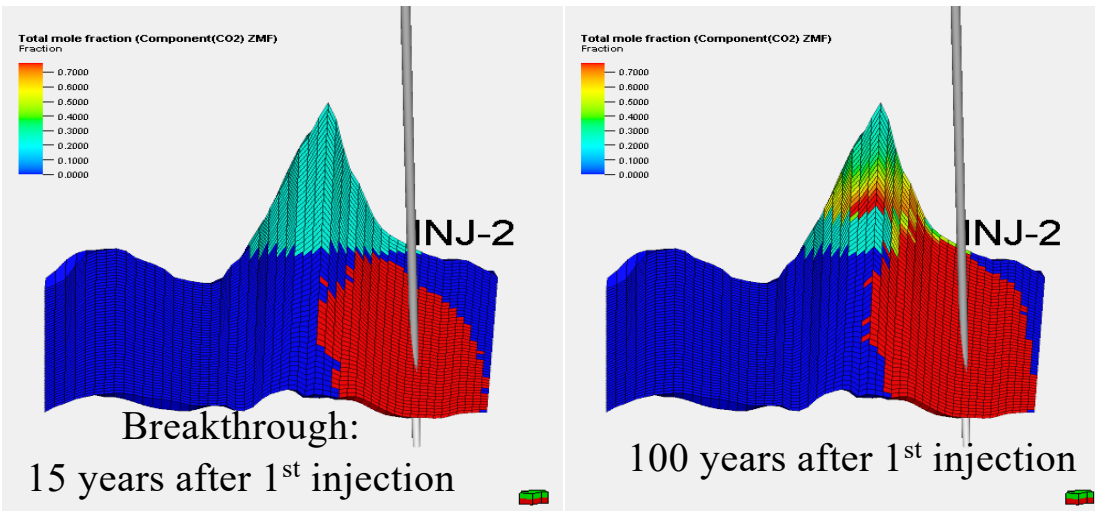 Total mole fraction (Component(CO2) ZMF)
Fraction
0.7000
0.6000
0.5000
0.4000
0.3000
0.2000
0.1000
0.0000
INJ-2
Breakthrough:
15 years after 1st injection
Total mole fraction (Component(CO2) ZMF)
Fraction
0.7000
0.6000
0.5000
0.4000
0.3000
0.2000
0.1000
0.0000
INJ-2
100 years after 1st injection